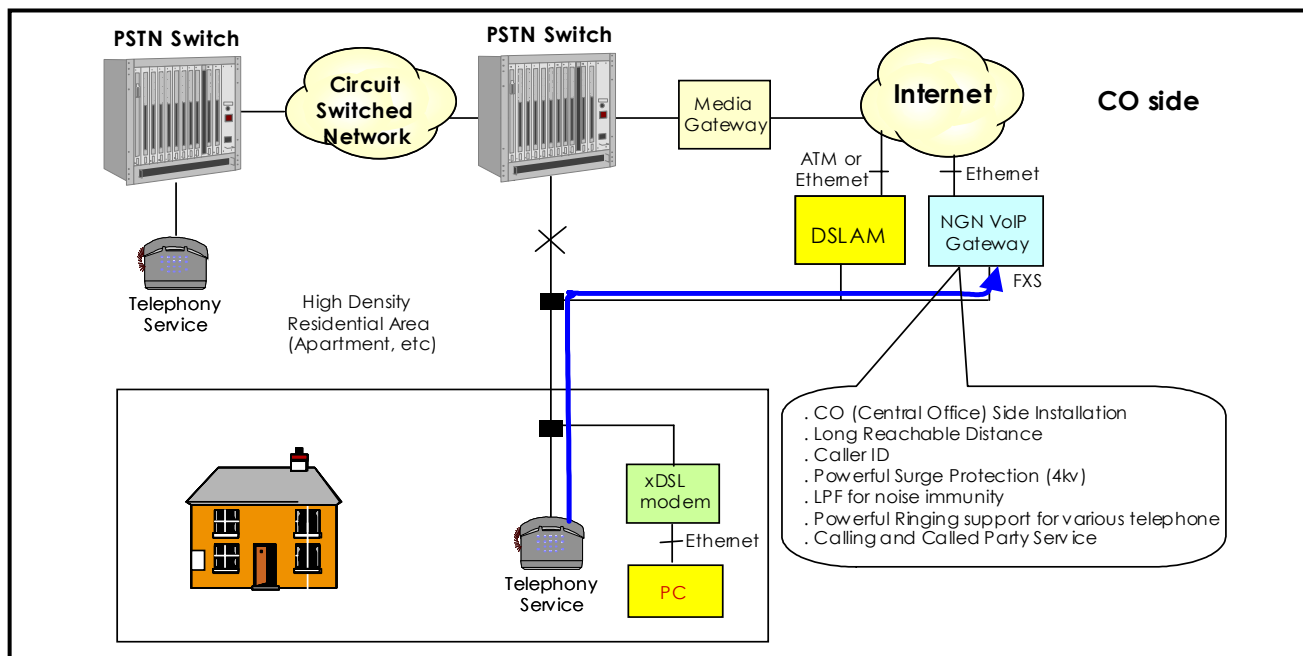 PSTN Switch
PSTN Switch
Circuit
Switched
Network
Media
Gateway
Internet
CO side
ATM or
Ethernet
Ethernet
DSLAM
NGN VoIP
Gateway
FXS
Telephony
Service
High Density
Residential Area
(Apartment, etc)
. CO (Central Office) Side Installation
. Long Reachable Distance
. Caller ID
. Powerful Surge Protection (4kv)
. LPF for noise immunity
. Powerful Ringing support for various telephone
. Calling and Called Party Service
xDSL
modem
Ethernet
Telephony
Service
PC